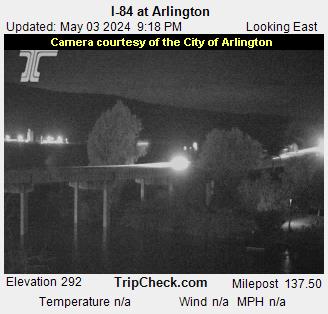 I-84 at Arlington
Updated: May 03 2024 9:18 PM Looking East
Camera courtesy of the City of Arlington
Elevation 292 TripCheck.com Milepost 137.50
Temperature n/a Wind n/a MPH n/a